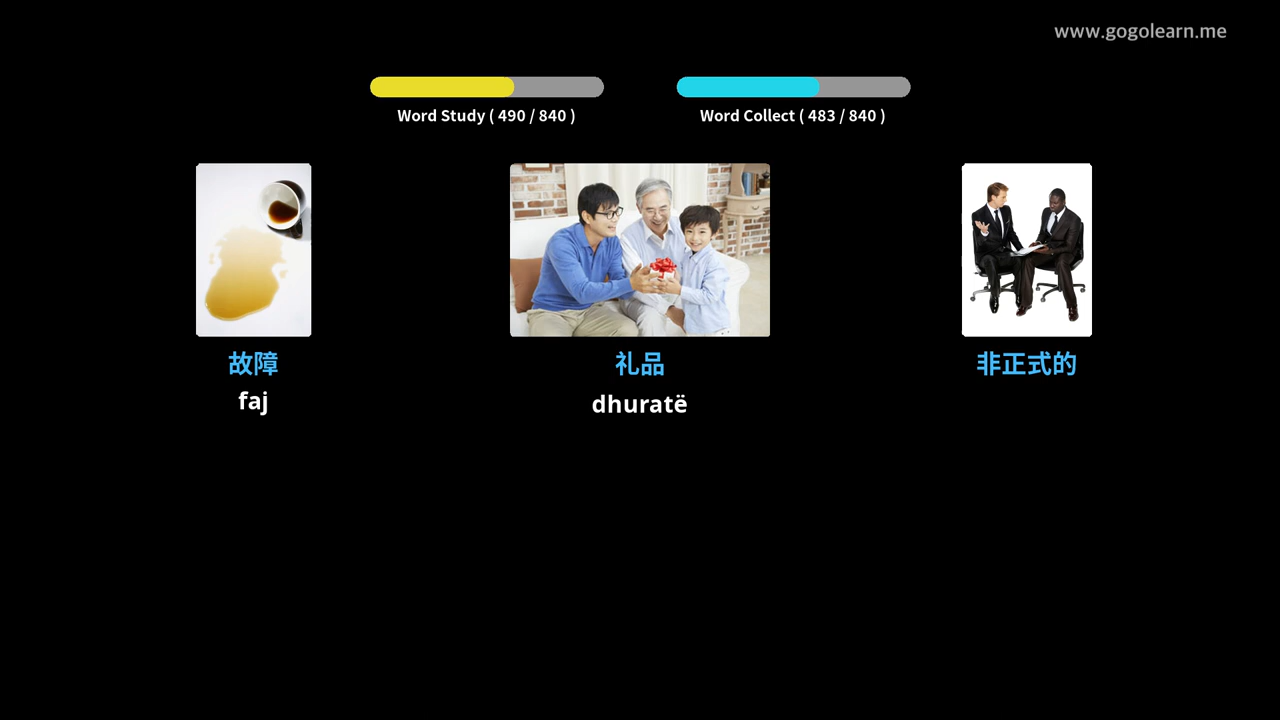 www.gogolearn.me
Word Study ( 490 / 840 )
Word Collect ( 483 / 840 )
故障
faj
礼品
dhuratë
非正式的